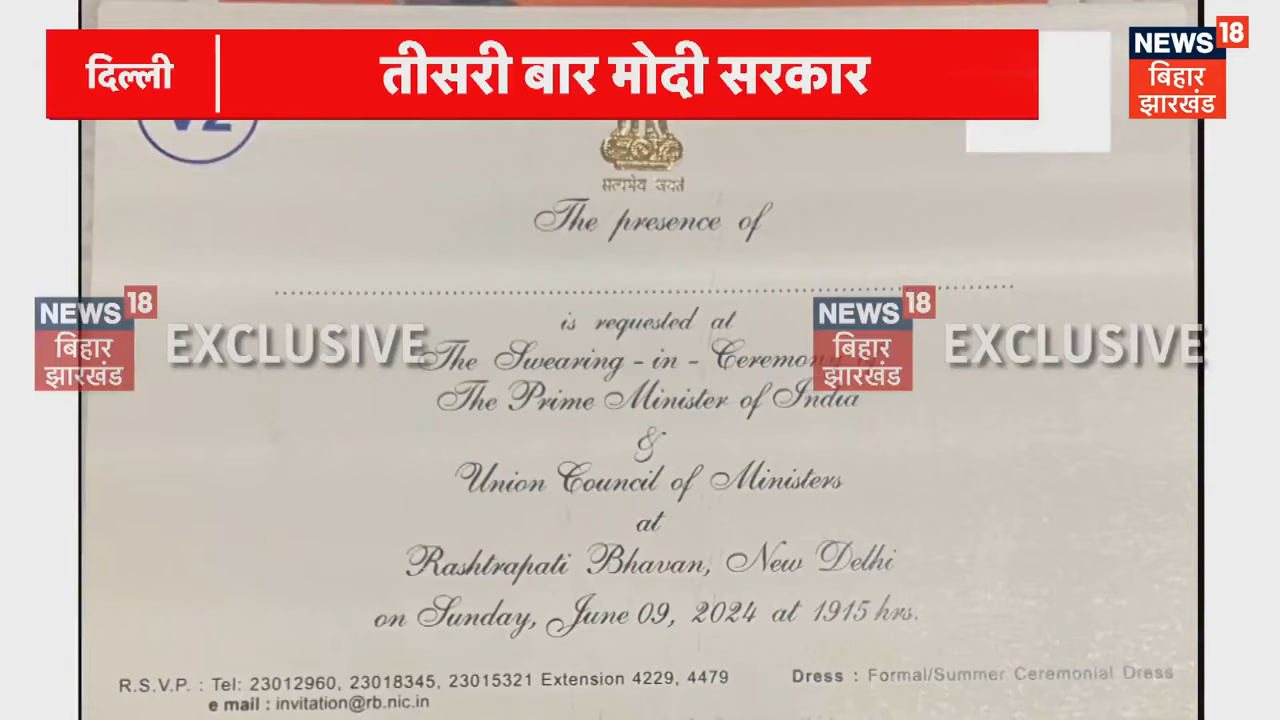 दिल्ली
तीसरी बार मोदी सरकार
NEWS 18
बिहार
झारखंड
सत्यमेव जयते
The presence of
is requested at
The Swearing - in - Ceremony
The Prime Minister of India
&
Union Council of Ministers
at
Rashtrapati Bhavan, New Delhi
on Sunday, June 09, 2024 at 1915 hrs.
NEWS 18
बिहार
झारखंड
EXCLUSIVE
NEWS 18
बिहार
झारखंड
EXCLUSIVE
R.S.V.P. : Tel: 23012960, 23018345, 23015321 Extension 4229, 4479
e mail : invitation@rb.nic.in
Dress : Formal/Summer Ceremonial Dress